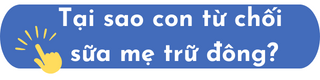 Tại sao con từ chối
sữa mẹ trữ đông?